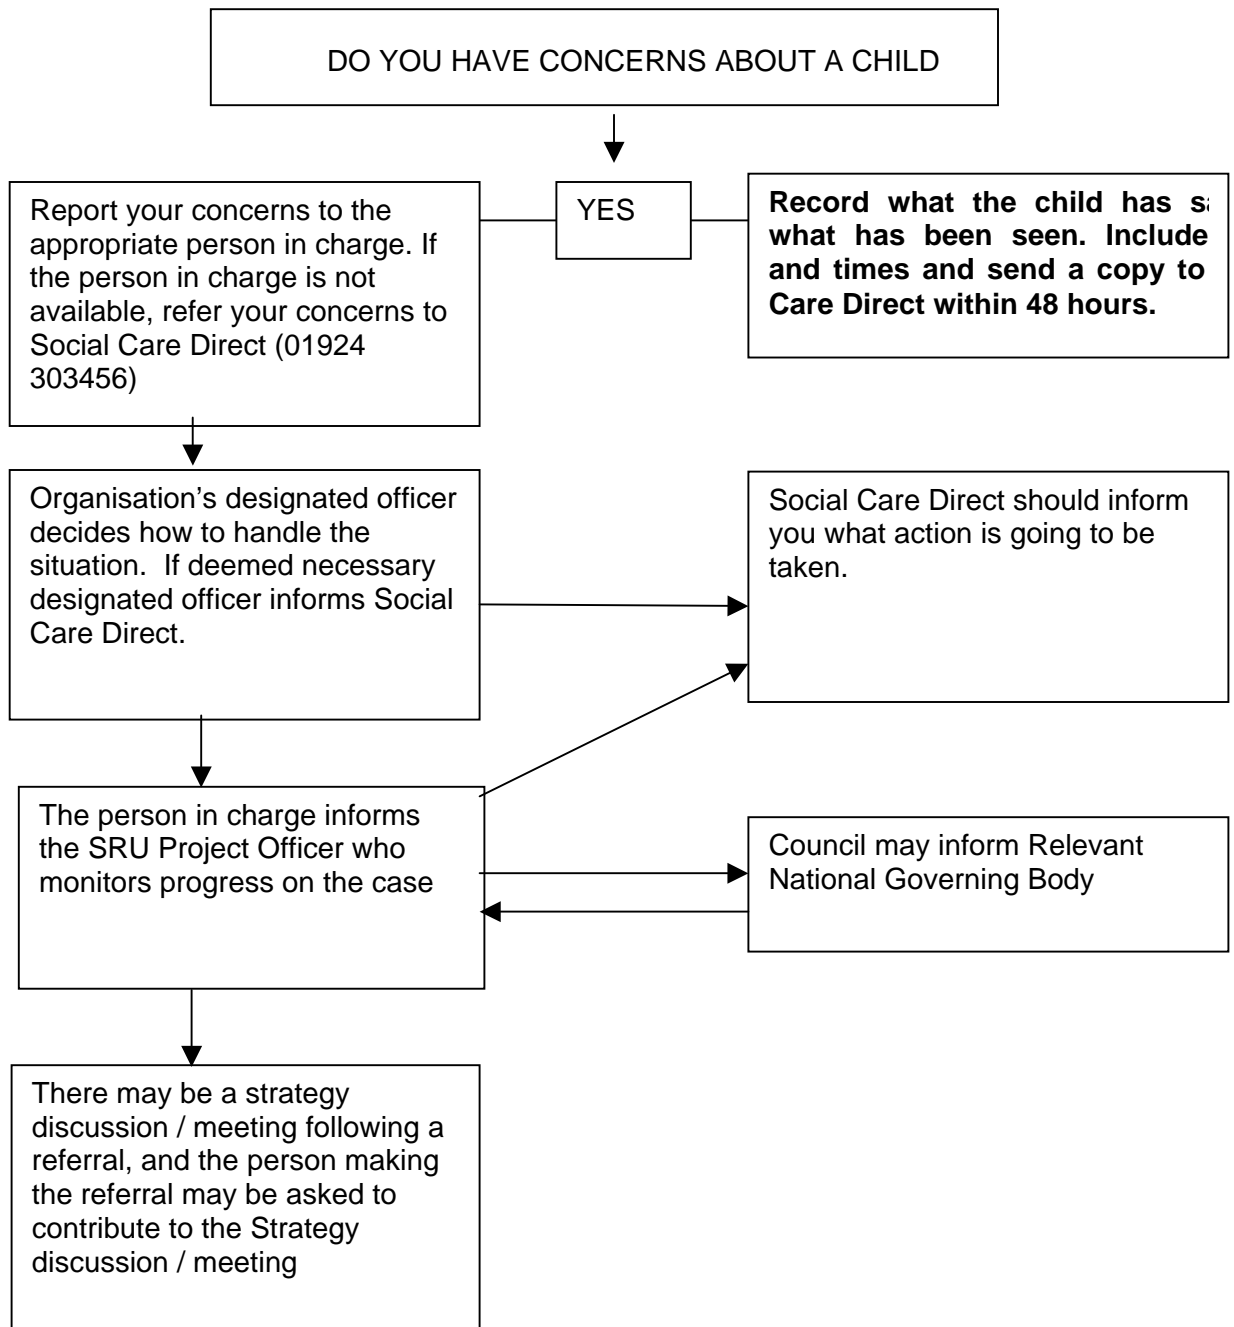 DO YOU HAVE CONCERNS ABOUT A CHILD
Report your concerns to the
appropriate person in charge. If
the person in charge is not
available, refer your concerns to
Social Care Direct (01924
303456)
YES
Record what the child has
what has been seen. Include
and times and send a copy to
Care Direct within 48 hours.
Organisation’s designated officer
decides how to handle the
situation.  If deemed necessary
designated officer informs Social
Care Direct.
Social Care Direct should inform
you what action is going to be
taken.
The person in charge informs
the SRU Project Officer who
monitors progress on the case
Council may inform Relevant
National Governing Body
There may be a strategy
discussion / meeting following a
referral, and the person making
the referral may be asked to
contribute to the Strategy
discussion / meeting